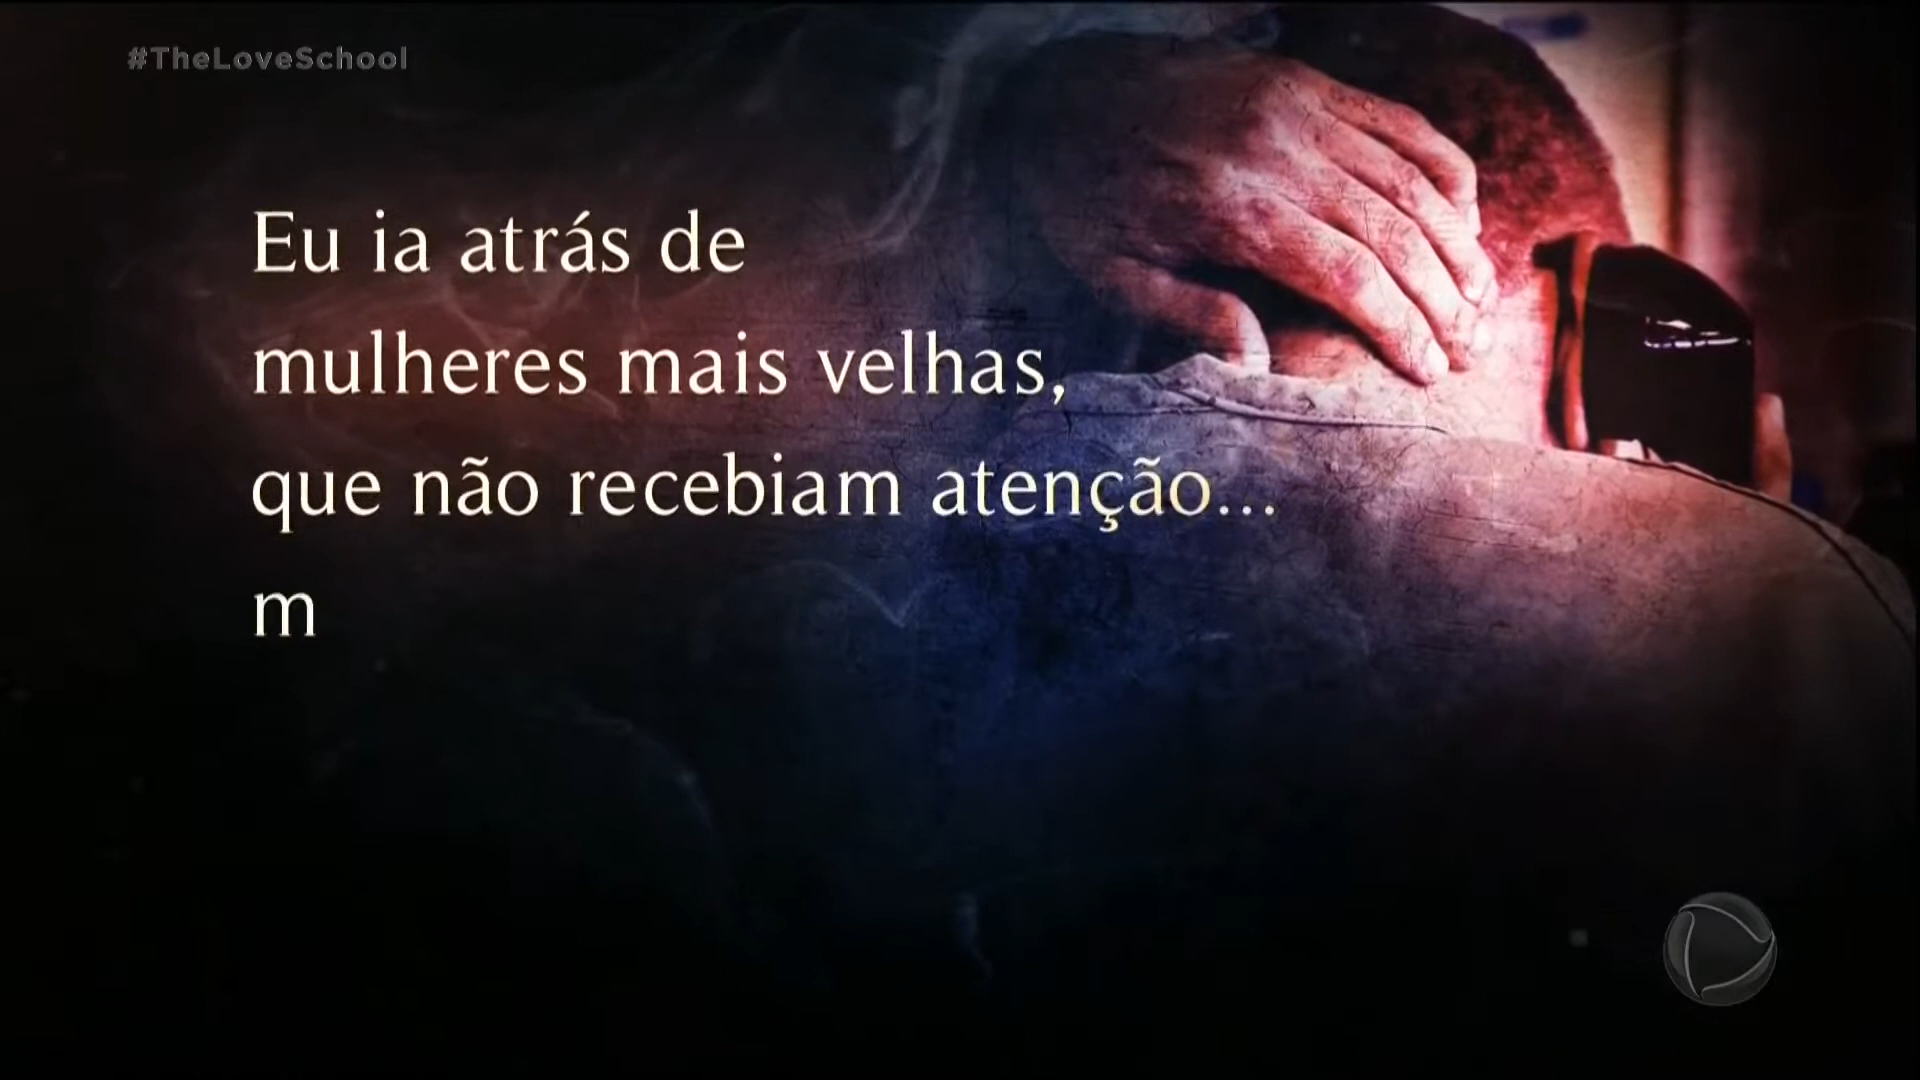 #TheLoveSchool
Eu ia atrás de
mulheres mais velhas,
que não recebiam atenção...
m